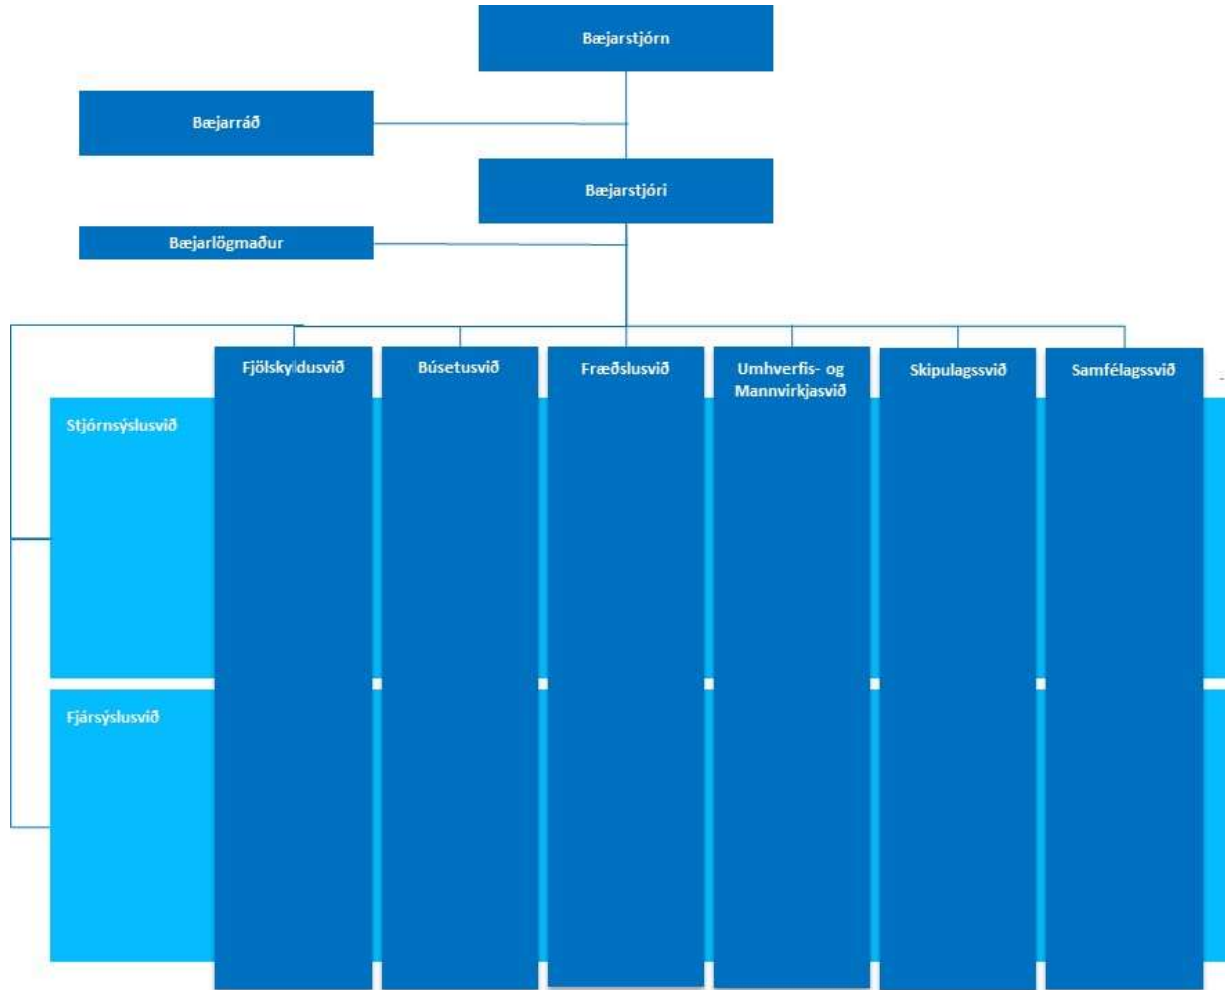 Bæjarstjórn
Bæjarráð
Bæjarstjóri
Bæjarlögmaður
Fjölskyldusvið
Búsetusvið
Fræðslusvið
Umhverfis- og
Mannvirkjasvið
Skipulagssvið
Samfélagssvið
Stjórnsýslusvið
Fjársýslusvið